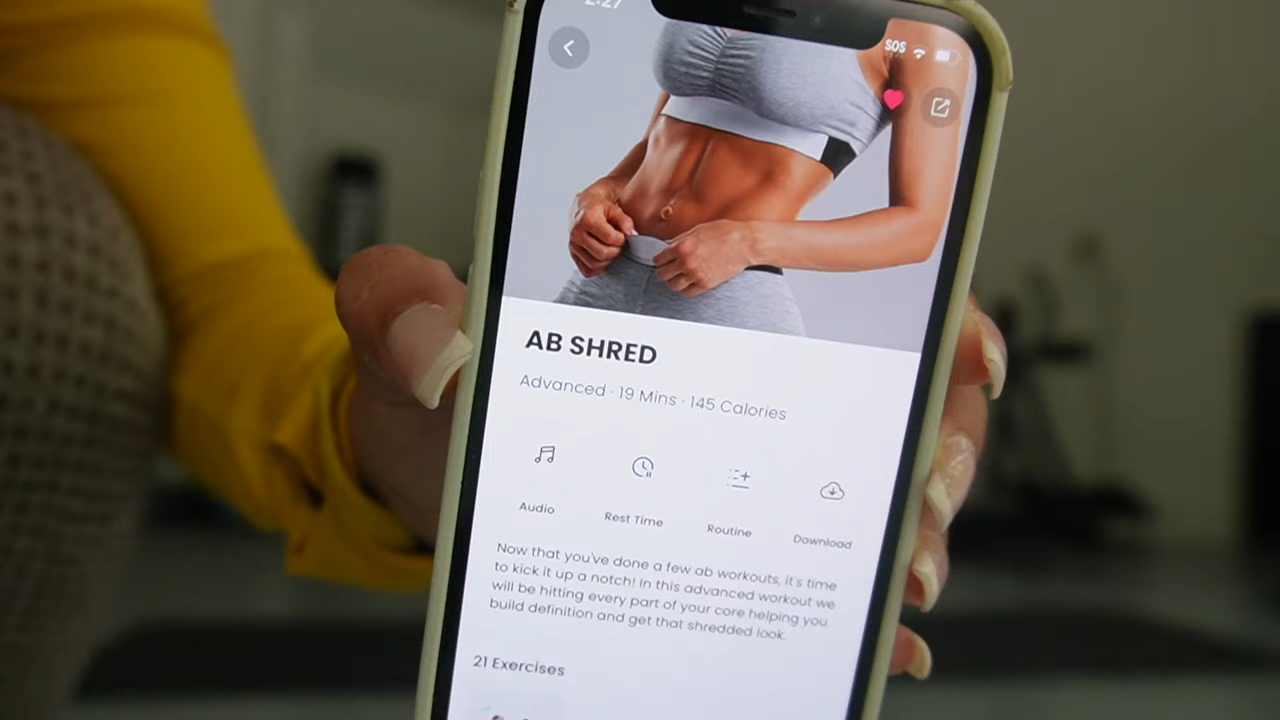 2:27
SOS
AB SHRED
Advanced · 19 Mins · 145 Calories
Audio
Rest Time
Routine
Download
Now that you've done a few ab workouts, it's time
to kick it up a notch! In this advanced workout we
will be hitting every part of your core helping you
build definition and get that shredded look.
21 Exercises